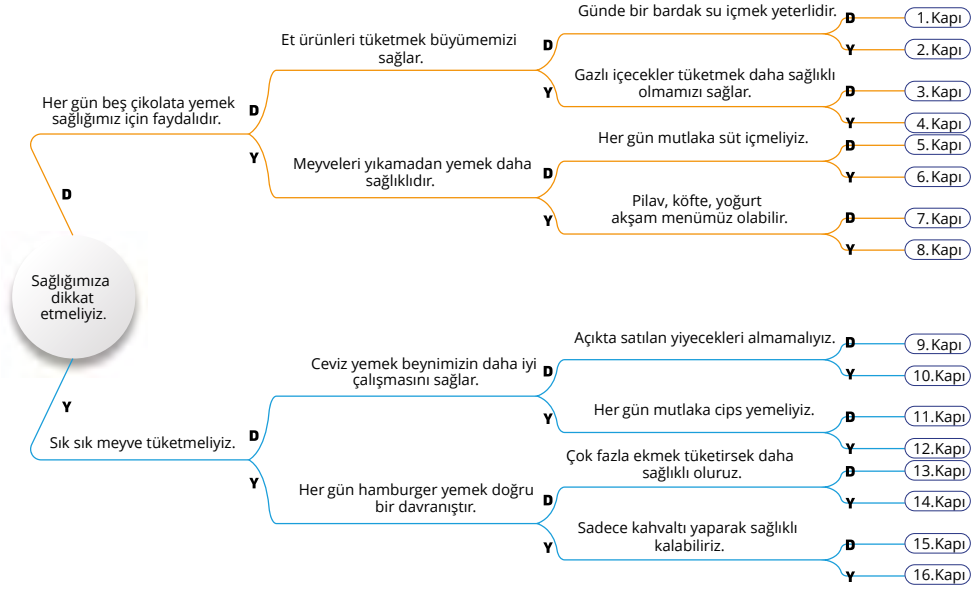 Sağlığımıza
dikkat
etmeliyiz.
D
Y
Her gün beş çikolata yemek
sağlığımız için faydalıdır.
D
Y
Et ürünleri tüketmek büyümemizi
sağlar.
D
Y
Günde bir bardak su içmek yeterlidir.
D
1.Kapı
Y
2.Kapı
Gazlı içecekler tüketmek daha sağlıklı
olmamızı sağlar.
D
3.Kapı
Y
4.Kapı
Meyveleri yıkamadan yemek daha
sağlıklıdır.
D
Y
Her gün mutlaka süt içmeliyiz.
D
5.Kapı
Y
6.Kapı
Pilav, köfte, yoğurt
akşam menümüz olabilir.
D
7.Kapı
Y
8.Kapı
Sık sık meyve tüketmeliyiz.
D
Y
Ceviz yemek beynimizin daha iyi
çalışmasını sağlar.
D
Y
Açıkta satılan yiyecekleri almamalıyız.
D
9.Kapı
Y
10.Kapı
Her gün mutlaka cips yemeliyiz.
D
11.Kapı
Y
12.Kapı
Her gün hamburger yemek doğru
bir davranıştır.
D
Y
Çok fazla ekmek tüketirsek daha
sağlıklı oluruz.
D
13.Kapı
Y
14.Kapı
Sadece kahvaltı yaparak sağlıklı
kalabiliriz.
D
15.Kapı
Y
16.Kapı